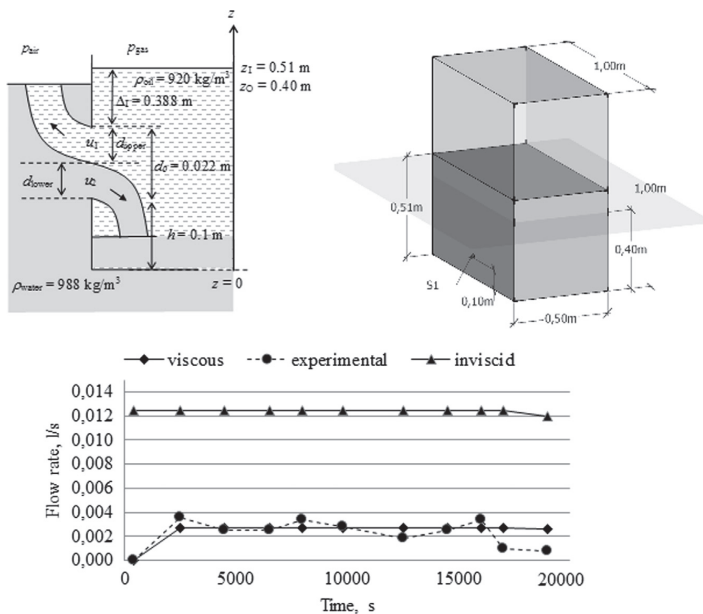 z
p_air
p_gas
ρ_oil = 920 kg/m³
z_I = 0.51 m
z_O = 0.40 m
Δ_I = 0.388 m
u_1
d_upper
d_o = 0.022 m
d_lower
u_2
h = 0.1 m
ρ_water = 988 kg/m³
z = 0
1,00m
1,00m
0,51m
0,40m
S1
0,10m
0,50m
viscous experimental inviscid
Flow rate, l/s
0,014
0,012
0,010
0,008
0,006
0,004
0,002
0,000
0 5000 10000 15000 20000
Time, s